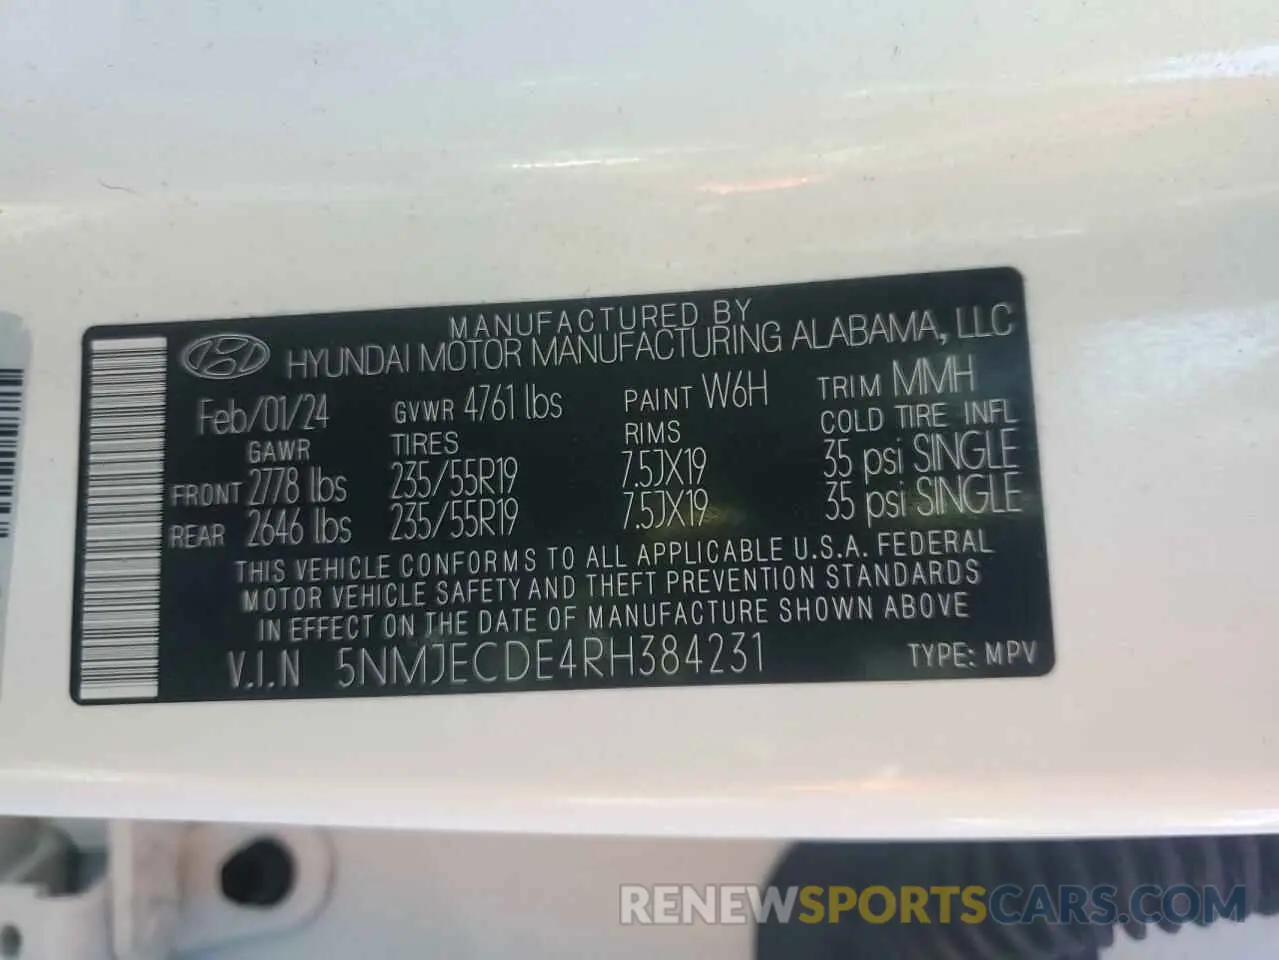 MANUFACTURED BY
HYUNDAI MOTOR MANUFACTURING ALABAMA, LLC
Feb/01/24 GVWR 4761 lbs PAINT W6H TRIM MMH
GAWR TIRES RIMS COLD TIRE INFL
FRONT 2778 lbs 235/55R19 7.5JX19 35 psi SINGLE
REAR 2646 lbs 235/55R19 7.5JX19 35 psi SINGLE
THIS VEHICLE CONFORMS TO ALL APPLICABLE U.S.A. FEDERAL
MOTOR VEHICLE SAFETY AND THEFT PREVENTION STANDARDS
IN EFFECT ON THE DATE OF MANUFACTURE SHOWN ABOVE
V.I.N 5NMJECDE4RH384231 TYPE: MPV
RENEWSPORTSCARS.COM